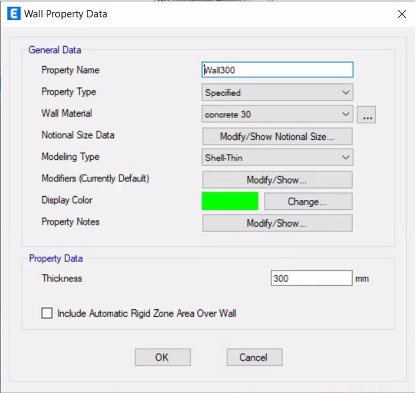 E Wall Property Data
General Data
Property Name Wall300
Property Type Specified
Wall Material concrete 30 ...
Notional Size Data Modify/Show Notional Size...
Modeling Type Shell-Thin
Modifiers (Currently Default) Modify/Show...
Display Color Change...
Property Notes Modify/Show...
Property Data
Thickness 300 mm
Include Automatic Rigid Zone Area Over Wall
OK Cancel